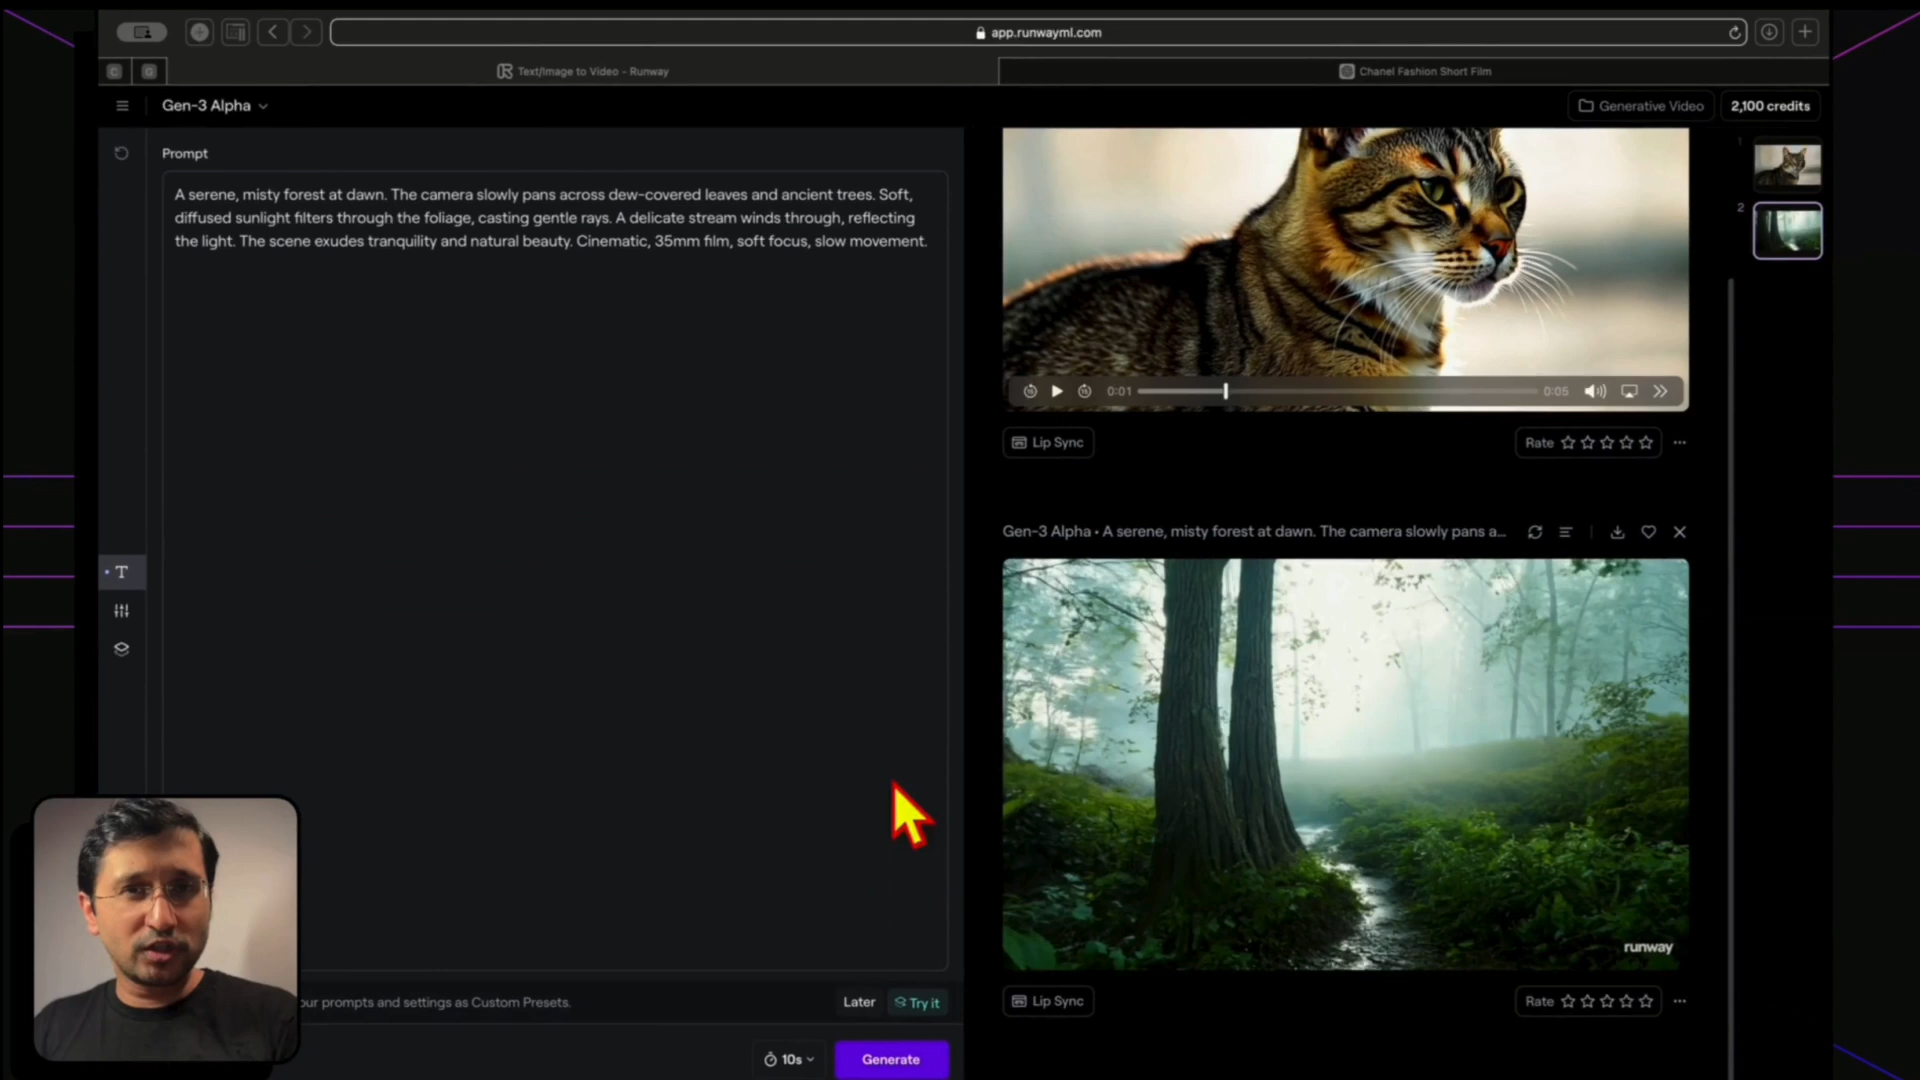 app.runwayml.com
C
G
Text/Image to Video - Runway
Chanel Fashion Short Film
Gen-3 Alpha
Generative Video
2,100 credits
Prompt
A serene, misty forest at dawn. The camera slowly pans across dew-covered leaves and ancient trees. Soft,
diffused sunlight filters through the foliage, casting gentle rays. A delicate stream winds through, reflecting
the light. The scene exudes tranquility and natural beauty. Cinematic, 35mm film, soft focus, slow movement.
1
2
0:01
0:05
Lip Sync
Rate
Gen-3 Alpha • A serene, misty forest at dawn. The camera slowly pans a...
T
runway
Lip Sync
Rate
our prompts and settings as Custom Presets.
Later
Try it
10s
Generate